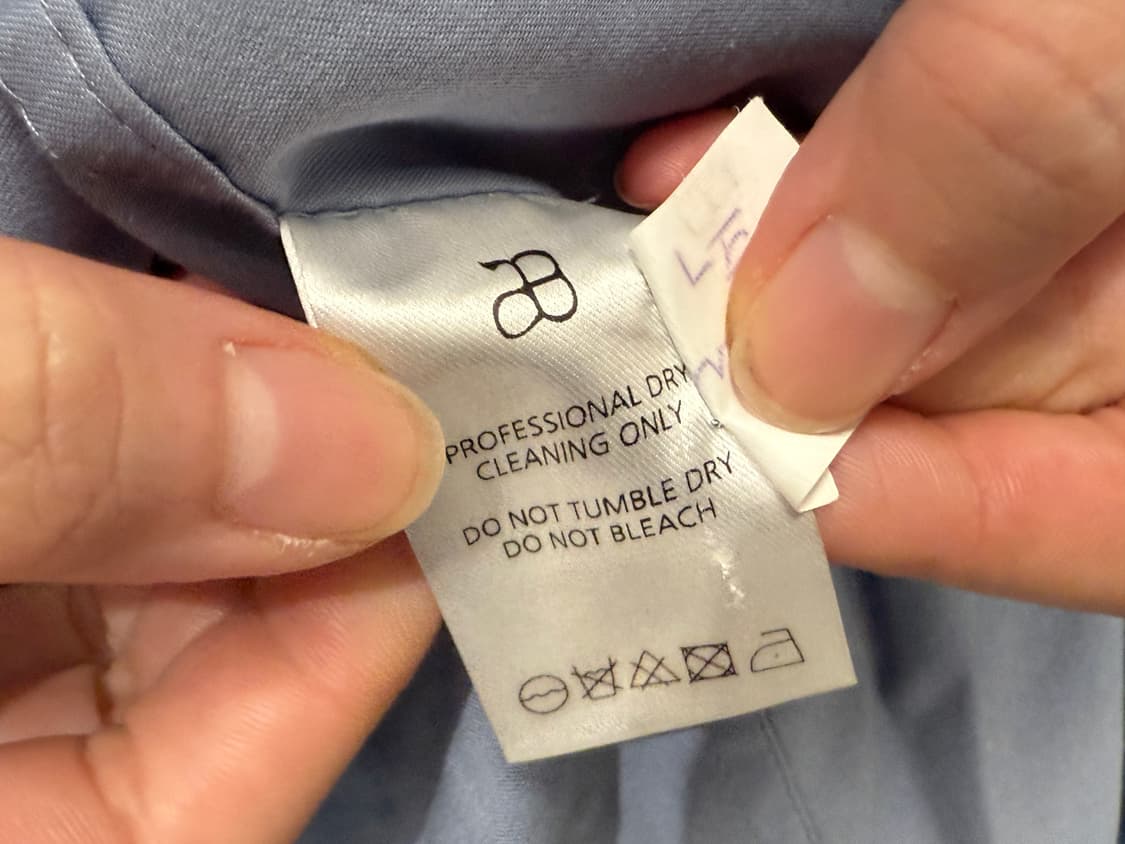 PROFESSIONAL DRY
CLEANING ONLY
DO NOT TUMBLE DRY
DO NOT BLEACH